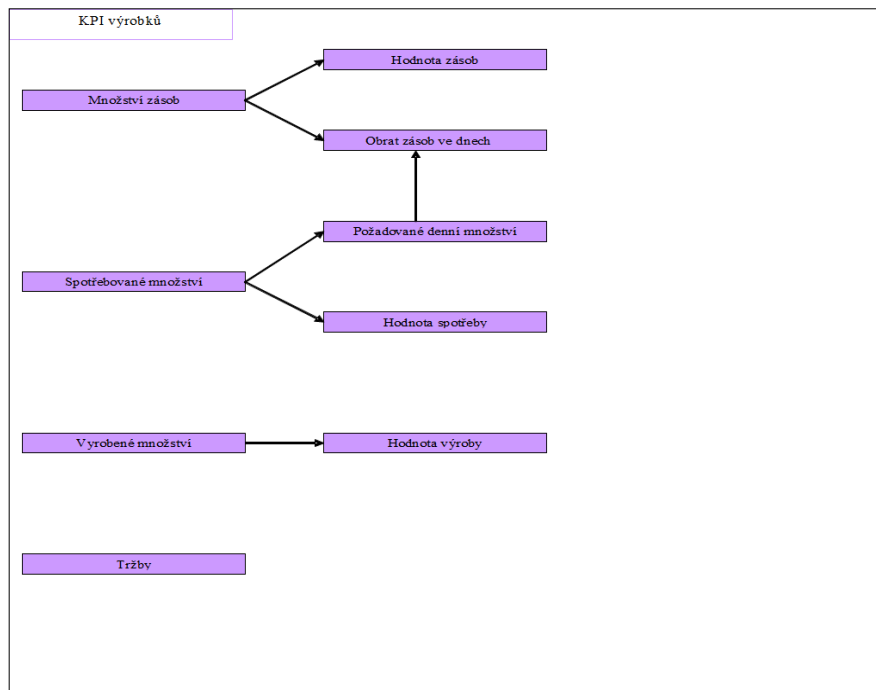 KPI výrobků
Hodnota zásob
Množství zásob
Obrat zásob ve dnech
Požadované denní množství
Spotřebované množství
Hodnota spotřeby
Vyrobené množství
Hodnota výroby
Tržby